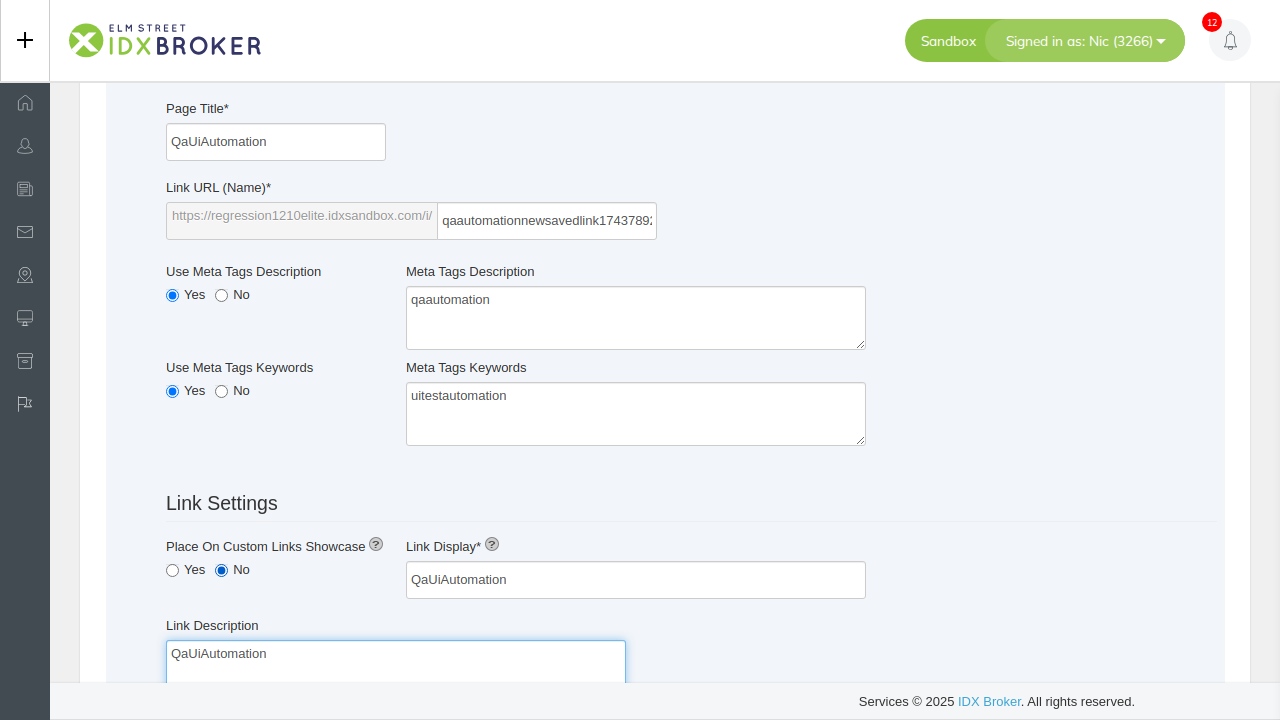 ELM STREET
IDXBROKER
Sandbox
Signed in as: Nic (3266)
12
Page Title*
QaUiAutomation
Link URL (Name)*
https://regression1210elite.idxsandbox.com/i/
qaautomationnewsavedlink17437892
Use Meta Tags Description
Meta Tags Description
Yes No
qaautomation
Use Meta Tags Keywords
Meta Tags Keywords
Yes No
uitestautomation
Link Settings
Place On Custom Links Showcase ?
Link Display* ?
Yes No
QaUiAutomation
Link Description
QaUiAutomation
Services © 2025 IDX Broker. All rights reserved.